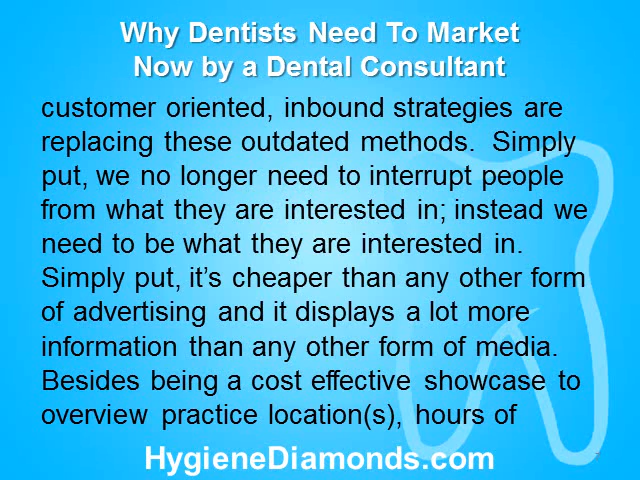 Why Dentists Need To Market
Now by a Dental Consultant
customer oriented, inbound strategies are
replacing these outdated methods.  Simply
put, we no longer need to interrupt people
from what they are interested in; instead we
need to be what they are interested in.
Simply put, it’s cheaper than any other form
of advertising and it displays a lot more
information than any other form of media.
Besides being a cost effective showcase to
overview practice location(s), hours of
HygieneDiamonds.com